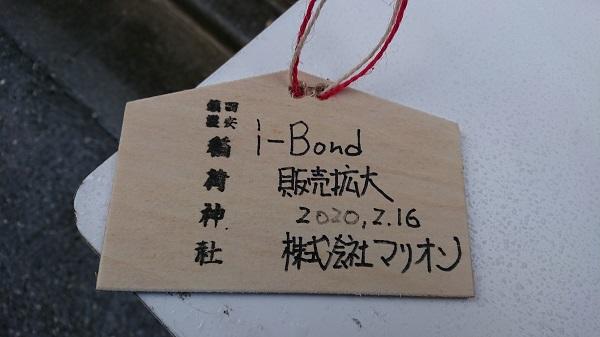 稲荷神社
i-Bond
販売拡大
2020,2.16
株式会社マリオン